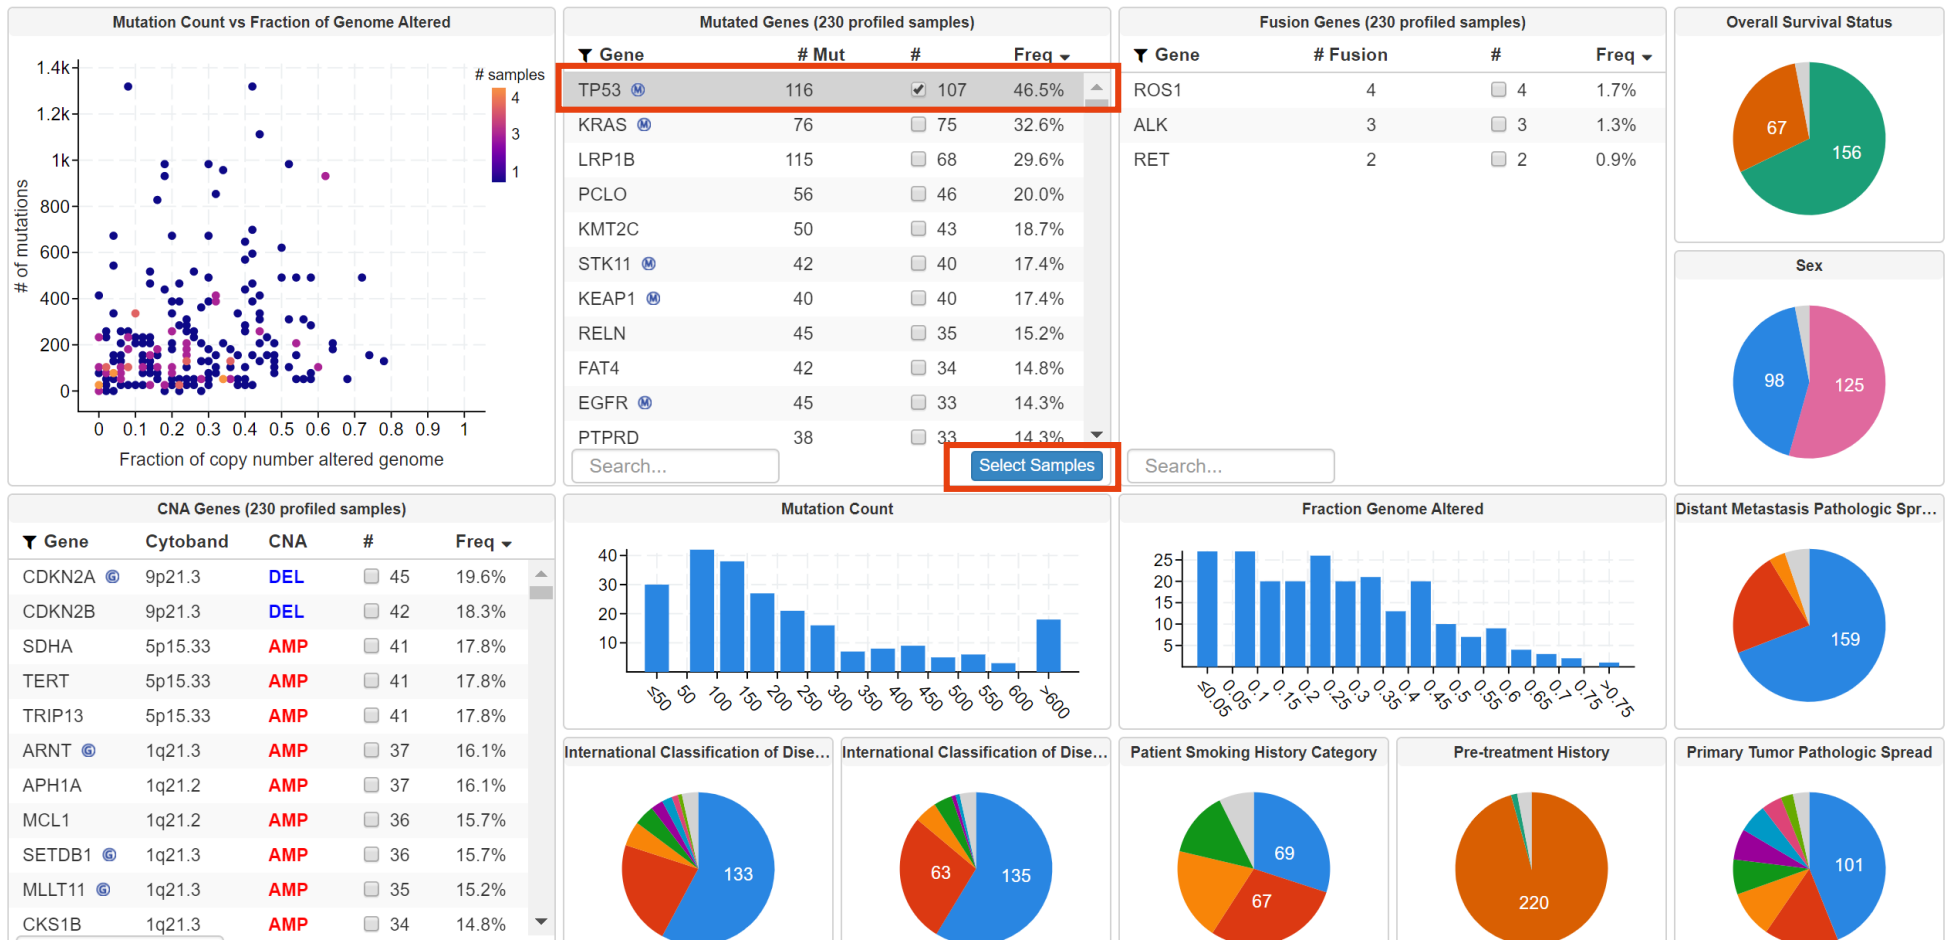 Mutation Count vs Fraction of Genome Altered
# samples
4
3
1
1.4k
1.2k
1k
800
600
400
200
0
# of mutations
0 0.1 0.2 0.3 0.4 0.5 0.6 0.7 0.8 0.9 1
Fraction of copy number altered genome
Mutated Genes (230 profiled samples)
Gene # Mut # Freq
TP53 M 116 107 46.5%
KRAS M 76 75 32.6%
LRP1B 115 68 29.6%
PCLO 56 46 20.0%
KMT2C 50 43 18.7%
STK11 M 42 40 17.4%
KEAP1 M 40 40 17.4%
RELN 45 35 15.2%
FAT4 42 34 14.8%
EGFR M 45 33 14.3%
PTPRD 38 33 14.3%
Search...
Select Samples
Fusion Genes (230 profiled samples)
Gene # Fusion # Freq
ROS1 4 4 1.7%
ALK 3 3 1.3%
RET 2 2 0.9%
Search...
Overall Survival Status
67
156
Sex
98
125
CNA Genes (230 profiled samples)
Gene Cytoband CNA # Freq
CDKN2A G 9p21.3 DEL 45 19.6%
CDKN2B 9p21.3 DEL 42 18.3%
SDHA 5p15.33 AMP 41 17.8%
TERT 5p15.33 AMP 41 17.8%
TRIP13 5p15.33 AMP 41 17.8%
ARNT G 1q21.3 AMP 37 16.1%
APH1A 1q21.2 AMP 37 16.1%
MCL1 1q21.2 AMP 36 15.7%
SETDB1 G 1q21.3 AMP 36 15.7%
MLLT11 G 1q21.3 AMP 35 15.2%
CKS1B 1q21.3 AMP 34 14.8%
Mutation Count
40
30
20
10
≤50 50 100 150 200 250 300 350 400 450 500 550 600 >600
Fraction Genome Altered
25
20
15
10
5
≤0.05 0.05 0.1 0.15 0.2 0.25 0.3 0.35 0.4 0.45 0.5 0.55 0.6 0.65 0.7 0.75 >0.75
Distant Metastasis Pathologic Spr...
159
International Classification of Dise...
133
International Classification of Dise...
63
135
Patient Smoking History Category
69
67
Pre-treatment History
220
Primary Tumor Pathologic Spread
101